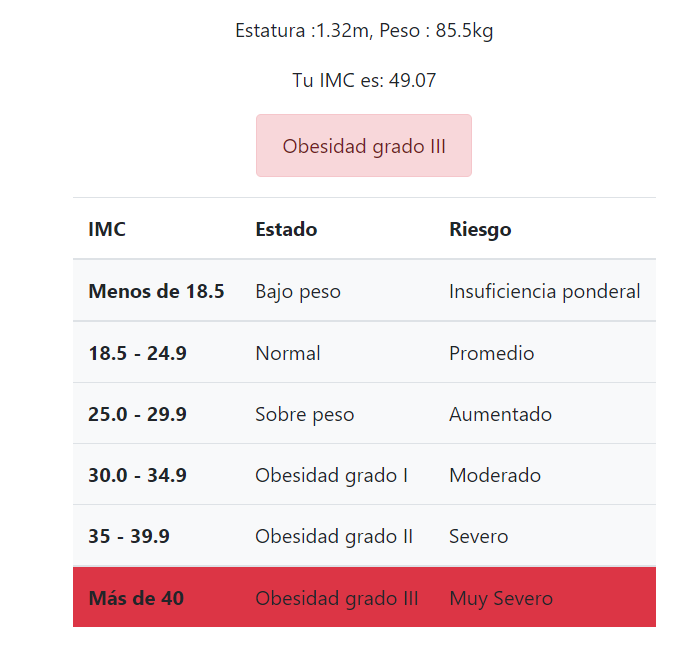 Estatura :1.32m, Peso : 85.5kg
Tu IMC es: 49.07
Obesidad grado III
IMC Estado Riesgo
Menos de 18.5 Bajo peso Insuficiencia ponderal
18.5 - 24.9 Normal Promedio
25.0 - 29.9 Sobre peso Aumentado
30.0 - 34.9 Obesidad grado I Moderado
35 - 39.9 Obesidad grado II Severo
Más de 40 Obesidad grado III Muy Severo